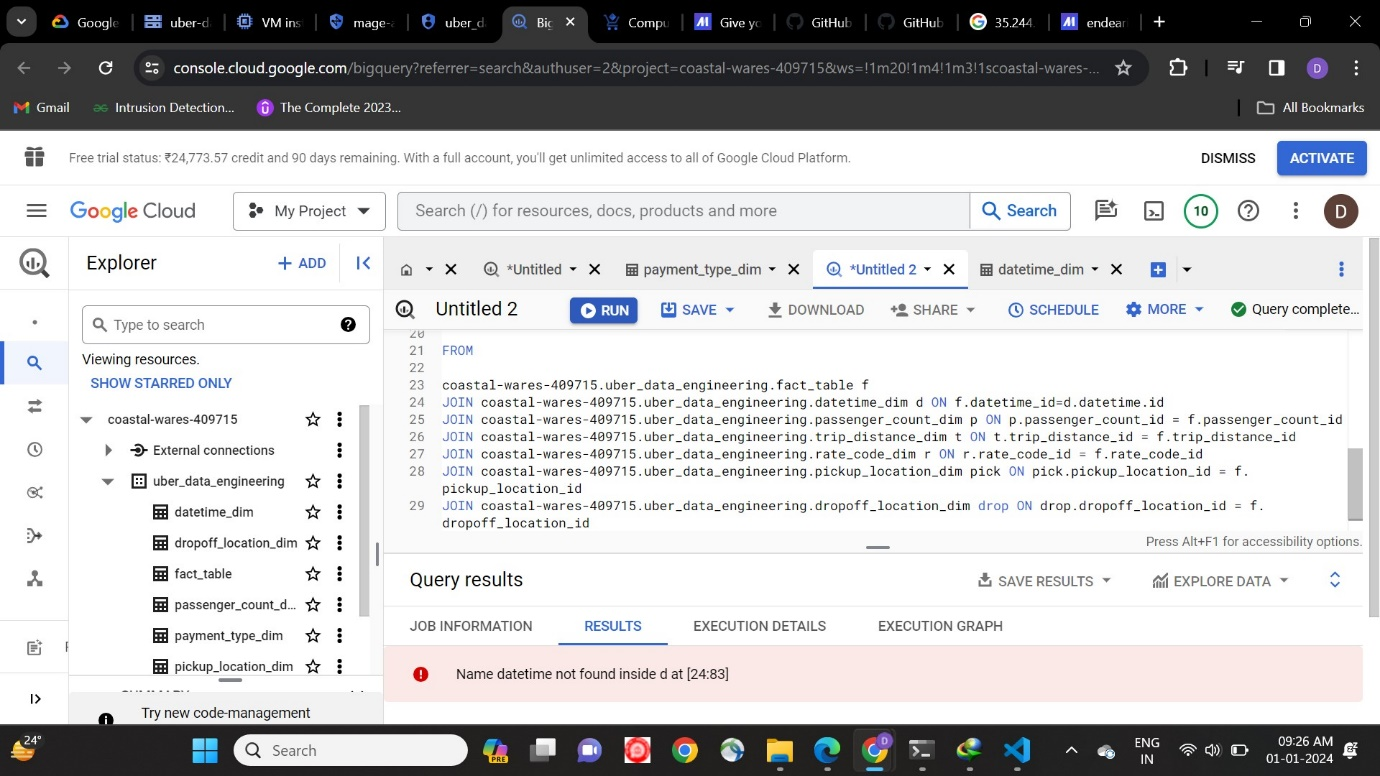 Google
uber-d
VM ins
mage-
uber_d
Big
Compu
Give yo
GitHub
GitHub
35.244.
endear
console.cloud.google.com/bigquery?referrer=search&authuser=2&project=coastal-wares-409715&ws=!1m20!1m4!1m3!1scoastal-wares-...
D
Gmail
Intrusion Detection...
The Complete 2023...
All Bookmarks
Free trial status: ₹24,773.57 credit and 90 days remaining. With a full account, you'll get unlimited access to all of Google Cloud Platform.
DISMISS
ACTIVATE
Google Cloud
My Project
Search (/) for resources, docs, products and more
Search
10
D
Explorer
+ ADD
*Untitled
payment_type_dim
*Untitled 2
datetime_dim
Untitled 2
RUN
SAVE
DOWNLOAD
SHARE
SCHEDULE
MORE
Query complete...
Type to search
Viewing resources.
SHOW STARRED ONLY
coastal-wares-409715
External connections
uber_data_engineering
datetime_dim
dropoff_location_dim
fact_table
passenger_count_d...
payment_type_dim
pickup_location_dim
SUMMARY
Try new code-management
20
21 FROM
22
23 coastal-wares-409715.uber_data_engineering.fact_table f
24 JOIN coastal-wares-409715.uber_data_engineering.datetime_dim d ON f.datetime_id=d.datetime.id
25 JOIN coastal-wares-409715.uber_data_engineering.passenger_count_dim p ON p.passenger_count_id = f.passenger_count_id
26 JOIN coastal-wares-409715.uber_data_engineering.trip_distance_dim t ON t.trip_distance_id = f.trip_distance_id
27 JOIN coastal-wares-409715.uber_data_engineering.rate_code_dim r ON r.rate_code_id = f.rate_code_id
28 JOIN coastal-wares-409715.uber_data_engineering.pickup_location_dim pick ON pick.pickup_location_id = f.
pickup_location_id
29 JOIN coastal-wares-409715.uber_data_engineering.dropoff_location_dim drop ON drop.dropoff_location_id = f.
dropoff_location_id
Press Alt+F1 for accessibility options.
Query results
SAVE RESULTS
EXPLORE DATA
JOB INFORMATION
RESULTS
EXECUTION DETAILS
EXECUTION GRAPH
Name datetime not found inside d at [24:83]
24°
Search
PRE
D
ENG
IN
09:26 AM
01-01-2024